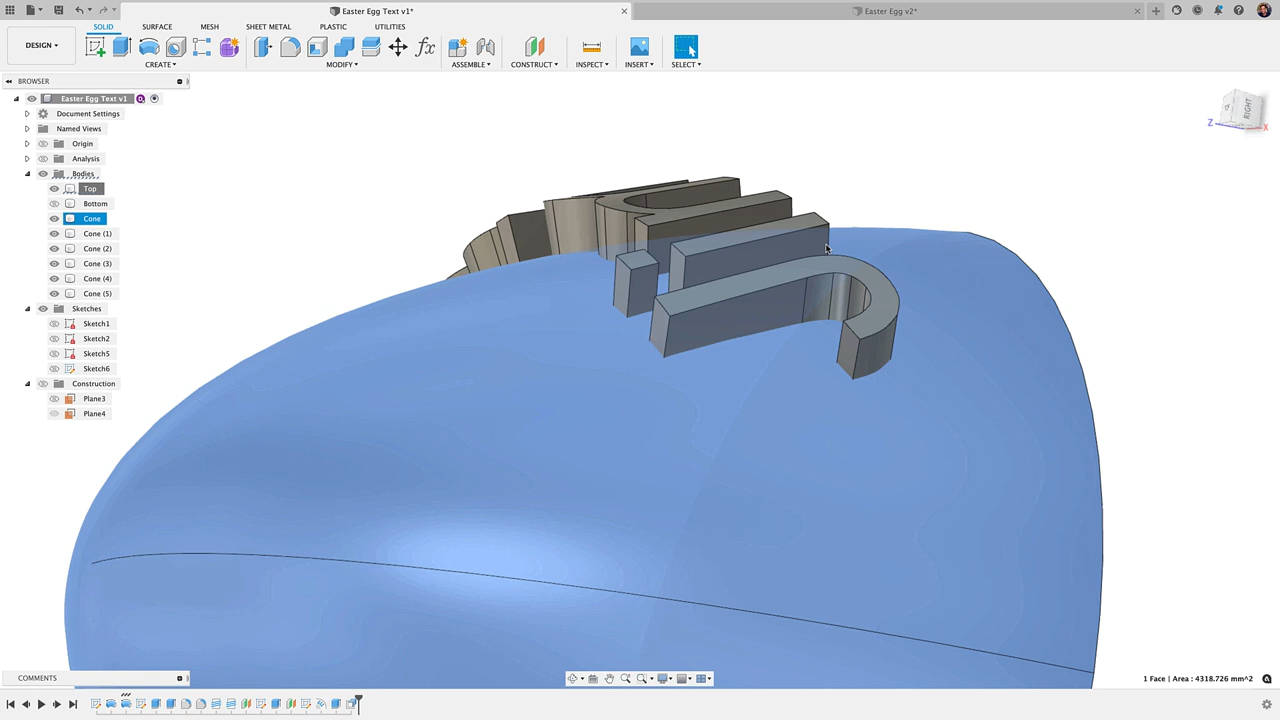 Easter Egg Text v1*
Easter Egg v2*
DESIGN
SOLID SURFACE MESH SHEET METAL PLASTIC UTILITIES
CREATE MODIFY ASSEMBLE CONSTRUCT INSPECT INSERT SELECT
BROWSER
Easter Egg Text v1
Document Settings
Named Views
Origin
Analysis
Bodies
Top
Bottom
Cone
Cone (1)
Cone (2)
Cone (3)
Cone (4)
Cone (5)
Sketches
Sketch1
Sketch2
Sketch5
Sketch6
Construction
Plane3
Plane4
RIGHT
Z
X
COMMENTS
1 Face | Area : 4318.726 mm^2